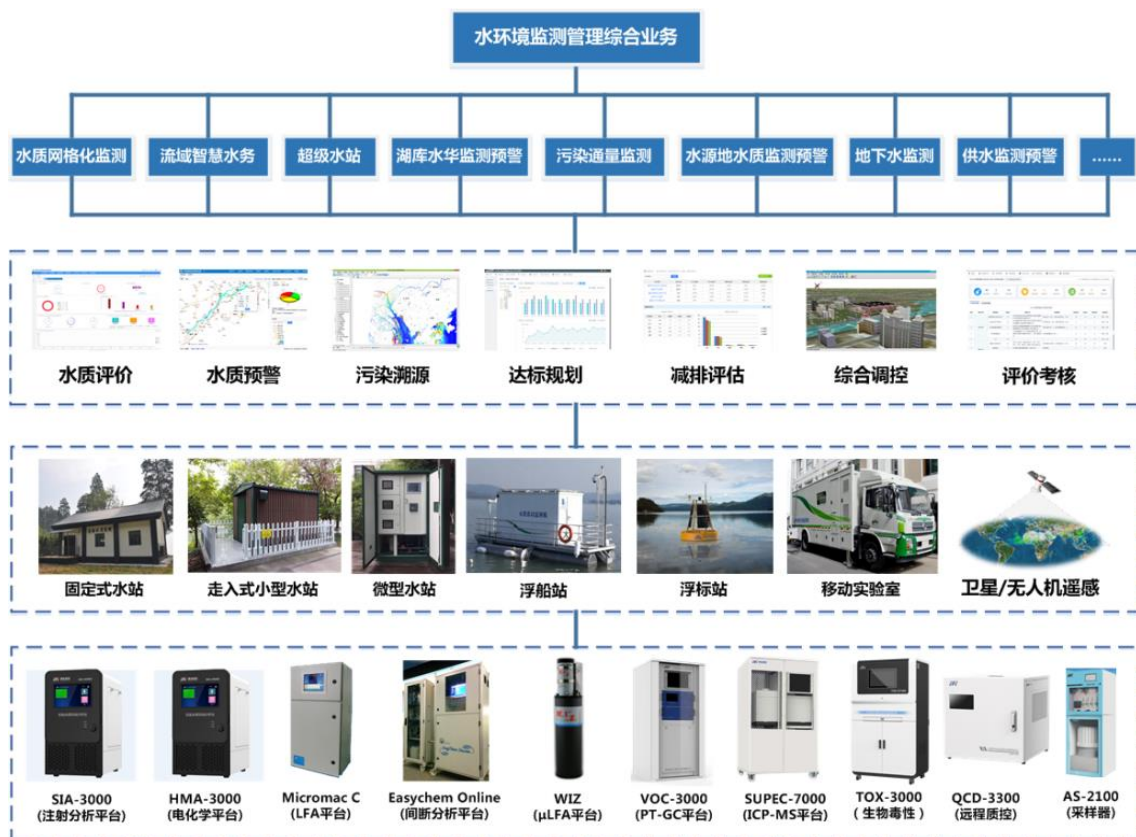 水环境监测管理综合业务
水质网格化监测
流域智慧水务
超级水站
湖库水华监测预警
污染通量监测
水源地水质监测预警
地下水监测
供水监测预警
……
水质评价
水质预警
污染溯源
达标规划
减排评估
综合调控
评价考核
固定式水站
走入式小型水站
微型水站
浮船站
浮标站
移动实验室
卫星/无人机遥感
SIA-3000
(注射分析平台)
HMA-3000
(电化学平台)
Micromac C
(LFA平台)
Easychem Online
(间断分析平台)
WIZ
(μLFA平台)
VOC-3000
(PT-GC平台)
SUPEC-7000
(ICP-MS平台)
TOX-3000
(生物毒性)
QCD-3300
(远程质控)
AS-2100
(采样器)